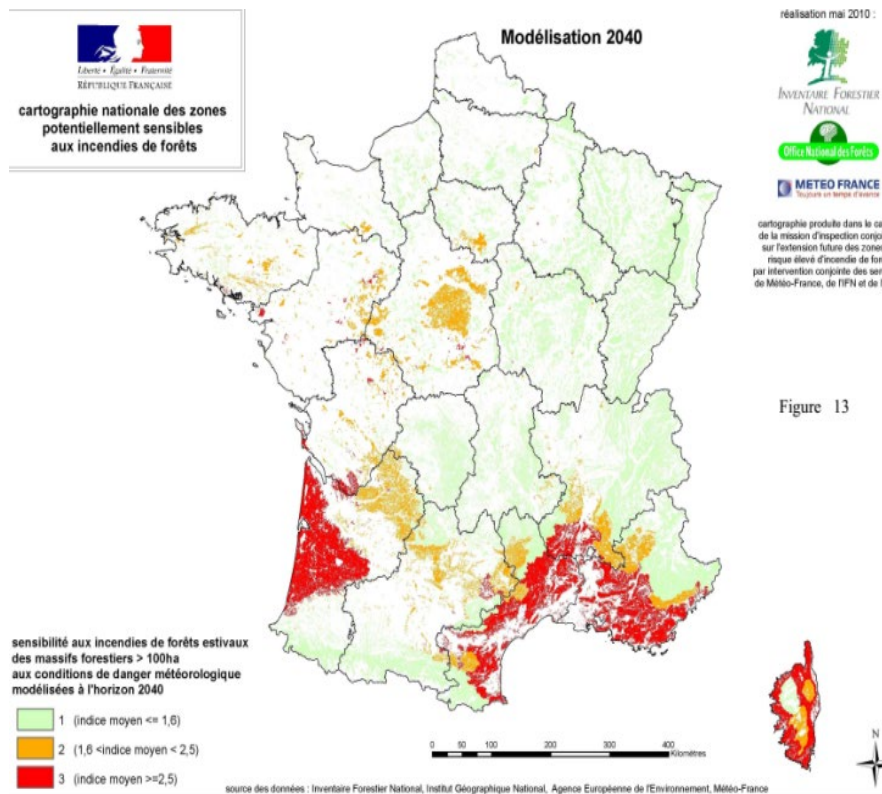 Liberté • Égalité • Fraternité
RÉPUBLIQUE FRANÇAISE
cartographie nationale des zones
potentiellement sensibles
aux incendies de forêts
Modélisation 2040
réalisation mai 2010 :
INVENTAIRE FORESTIER
NATIONAL
Office National des Forêts
METEO FRANCE
Toujours un temps d'avance
cartographie produite dans le ca
de la mission d'inspection conjo
sur l'extension future des zones
risque élevé d'incendie de for
par intervention conjointe des ser
de Météo-France, de l'IFN et de l'
Figure 13
sensibilité aux incendies de forêts estivaux
des massifs forestiers > 100ha
aux conditions de danger météorologique
modélisées à l'horizon 2040
1 (indice moyen <= 1,6)
2 (1,6 <indice moyen < 2,5)
3 (indice moyen >=2,5)
0 50 100 200 300 400
Kilomètres
N
source des données : Inventaire Forestier National, Institut Géographique National, Agence Européenne de l'Environnement, Météo-France